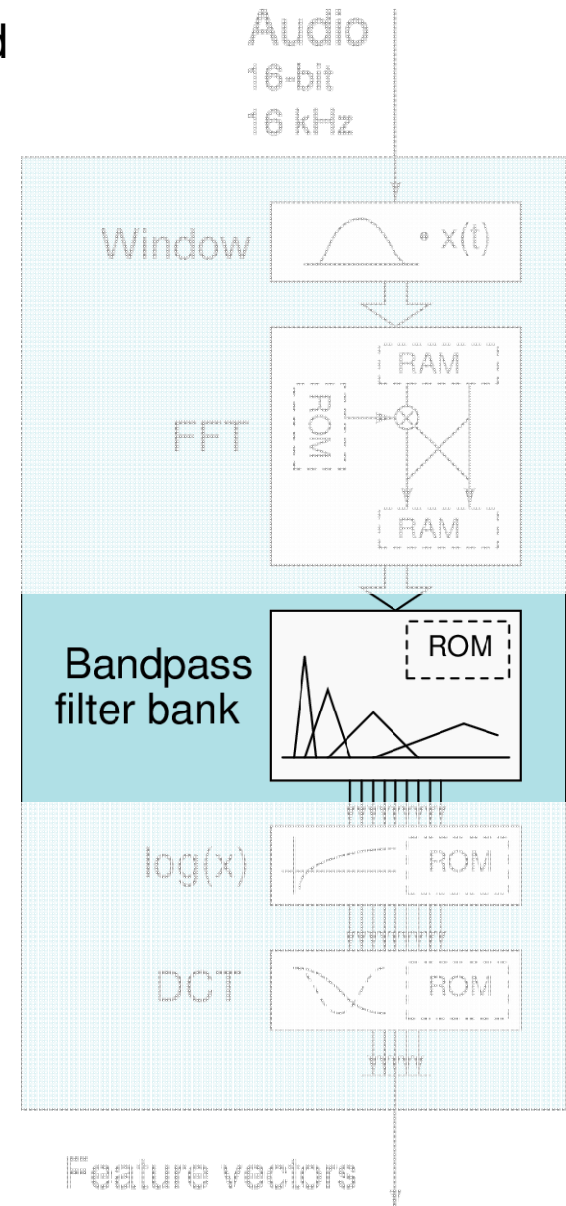 d
Audio
16-bit
16 kHz
Window
x(t)
RAM
ROM
FFT
RAM
Bandpass
filter bank
ROM
log(x)
ROM
DCT
ROM
Feature vectors